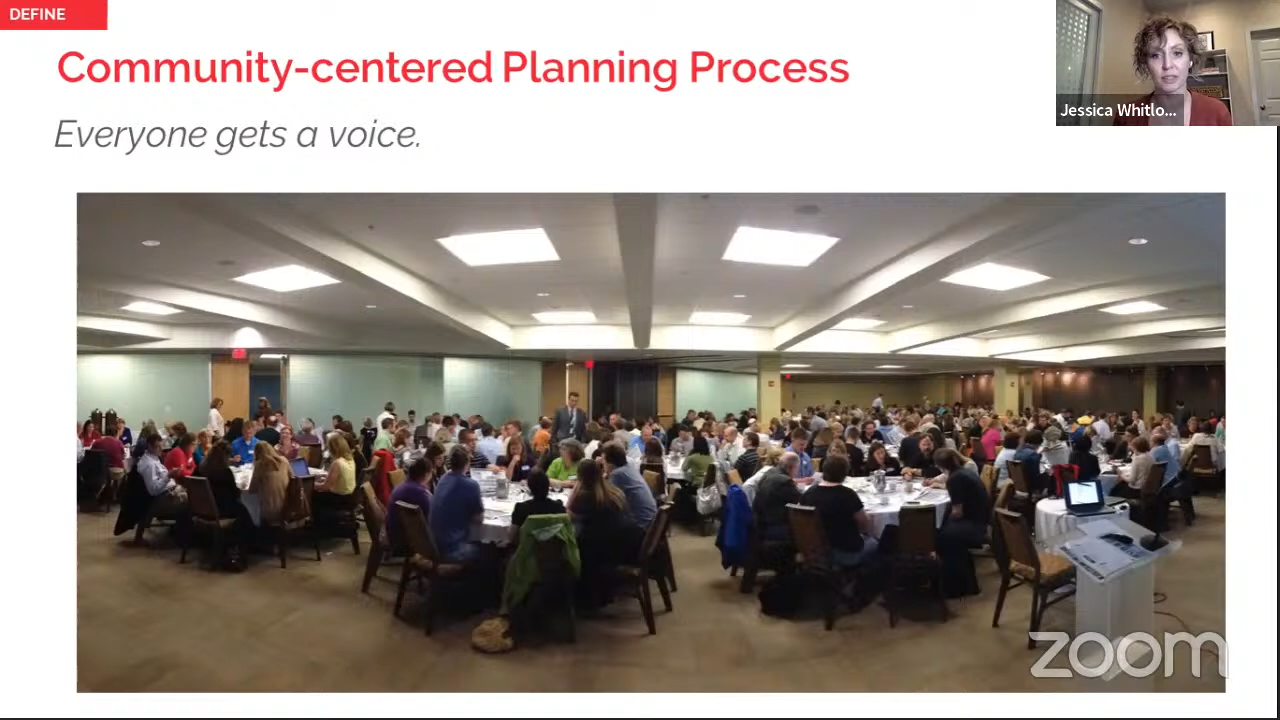 DEFINE
Community-centered Planning Process
Everyone gets a voice.
Jessica Whitlo...
zoom